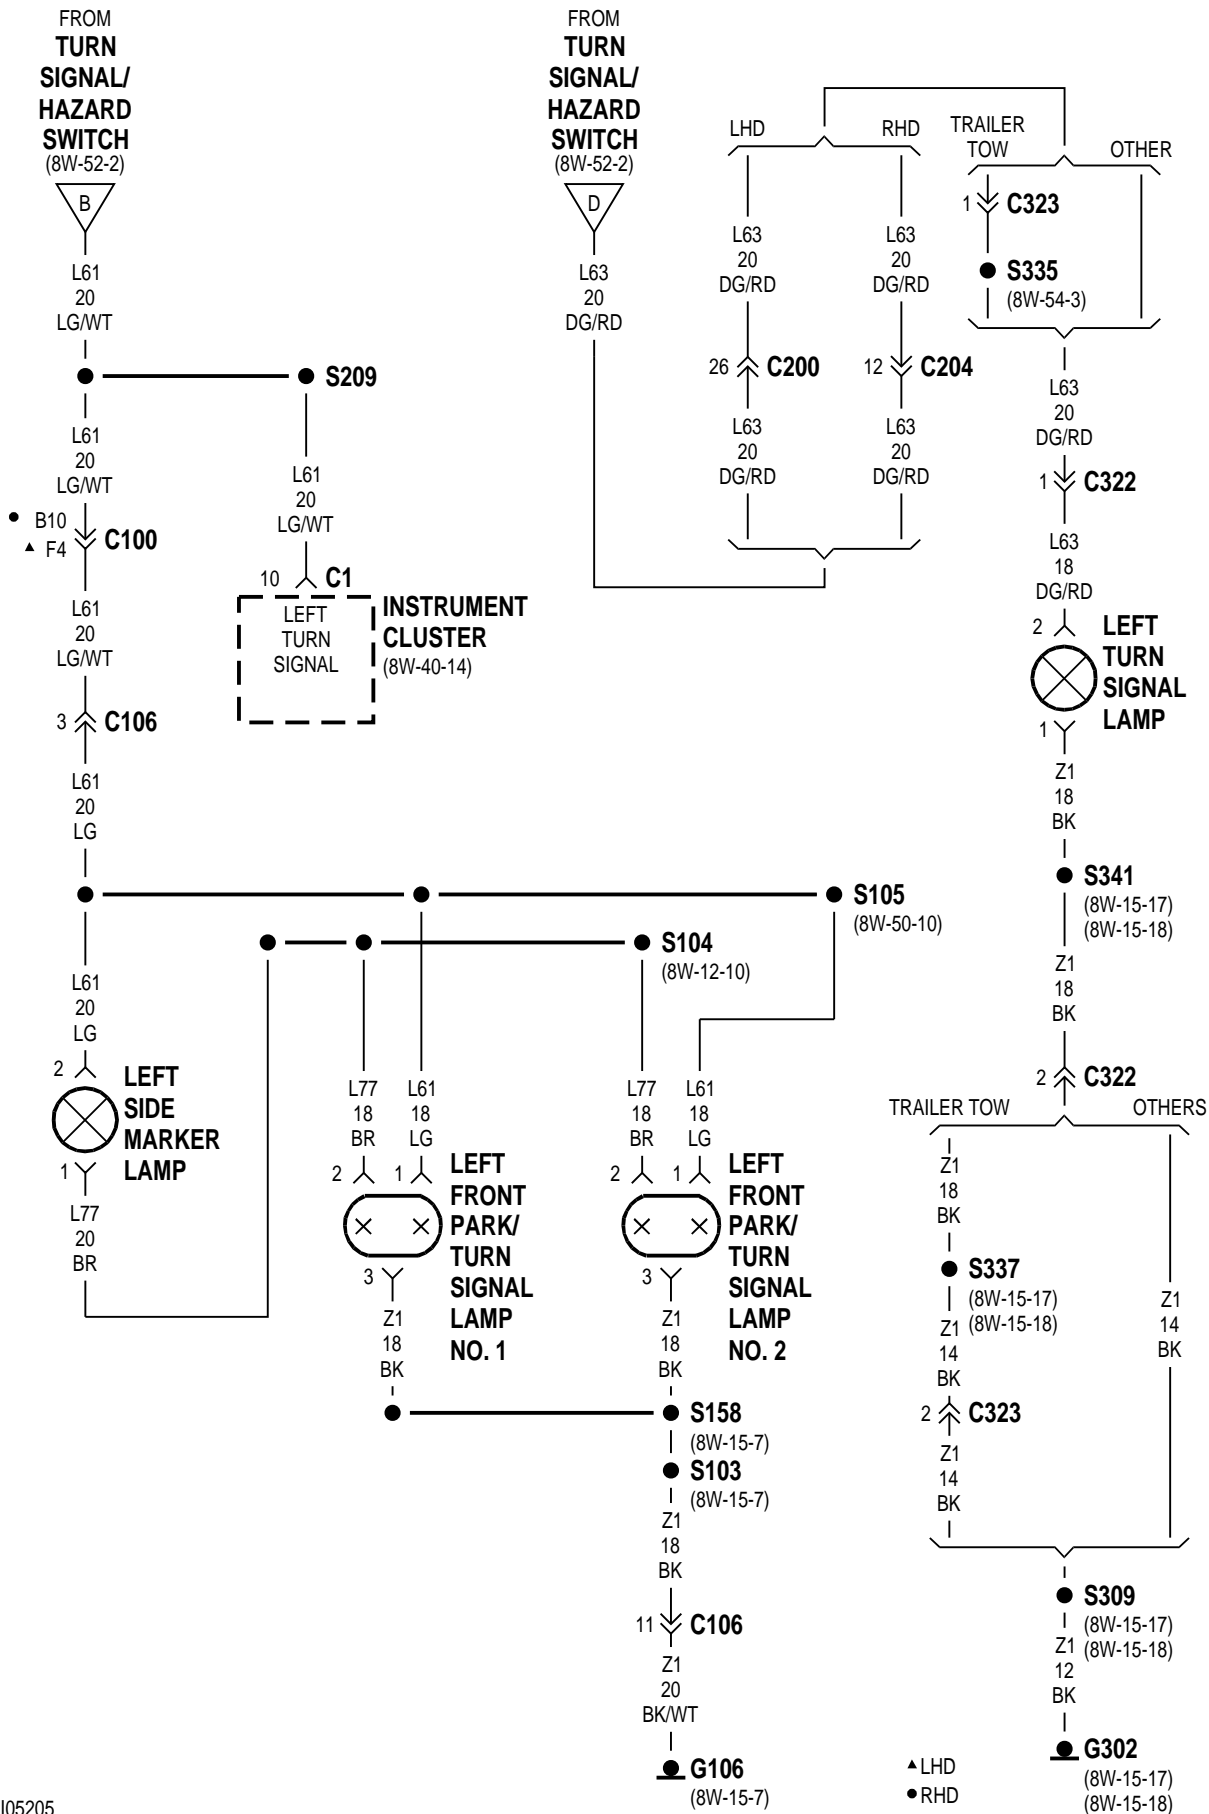 FROM
TURN
SIGNAL/
HAZARD
SWITCH
(8W-52-2)
B
L61
20
LG/WT
S209
L61
20
LG/WT
B10
F4
C100
L61
20
LG/WT
3
C106
L61
20
LG
L61
20
LG/WT
10
C1
LEFT
TURN
SIGNAL
INSTRUMENT
CLUSTER
(8W-40-14)
FROM
TURN
SIGNAL/
HAZARD
SWITCH
(8W-52-2)
D
L63
20
DG/RD
LHD
RHD
L63
20
DG/RD
L63
20
DG/RD
26
C200
12
C204
L63
20
DG/RD
L63
20
DG/RD
TRAILER
TOW
OTHER
1
C323
S335
(8W-54-3)
L63
20
DG/RD
1
C322
L63
18
DG/RD
2
LEFT
TURN
SIGNAL
LAMP
1
Z1
18
BK
S341
(8W-15-17)
(8W-15-18)
Z1
18
BK
2
C322
TRAILER TOW
OTHERS
Z1
18
BK
S337
(8W-15-17)
(8W-15-18)
Z1
14
BK
2
C323
Z1
14
BK
Z1
14
BK
S309
(8W-15-17)
(8W-15-18)
Z1
12
BK
G302
(8W-15-17)
(8W-15-18)
S105
(8W-50-10)
S104
(8W-12-10)
L61
20
LG
2
LEFT
SIDE
MARKER
LAMP
1
L77
20
BR
L77
18
BR
L61
18
LG
2
1
LEFT
FRONT
PARK/
TURN
SIGNAL
LAMP
NO. 1
3
Z1
18
BK
L77
18
BR
L61
18
LG
2
1
LEFT
FRONT
PARK/
TURN
SIGNAL
LAMP
NO. 2
3
Z1
18
BK
S158
(8W-15-7)
S103
(8W-15-7)
Z1
18
BK
11
C106
Z1
20
BK/WT
G106
(8W-15-7)
LHD
RHD
J05205